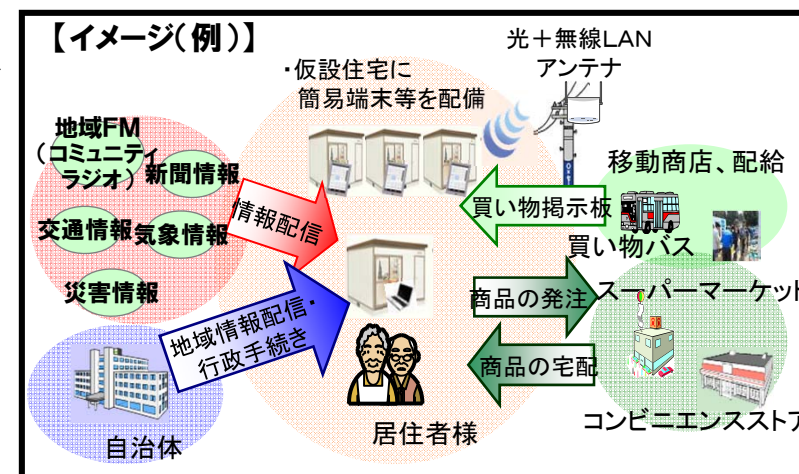 【イメージ(例)】
光+無線LAN
アンテナ
・仮設住宅に
簡易端末等を配備
地域FM
(コミュニティ
ラジオ)
新聞情報
交通情報
気象情報
災害情報
情報配信
移動商店、配給
買い物掲示板
買い物バス
商品の発注
スーパーマーケット
地域情報配信・
行政手続き
商品の宅配
コンビニエンスストア
居住者様
自治体